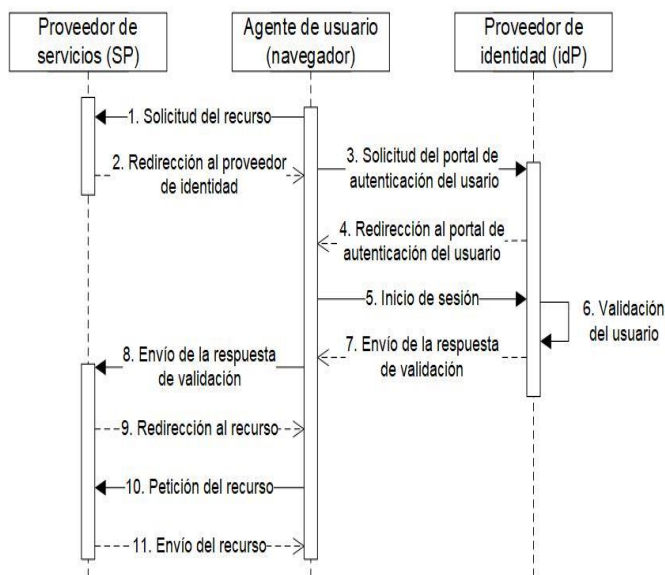 Proveedor de
servicios (SP)
Agente de usuario
(navegador)
Proveedor de
identidad (idP)
1. Solicitud del recurso
2. Redirección al proveedor
de identidad
3. Solicitud del portal de
autenticación del usario
4. Redirección al portal de
autenticación del usuario
5. Inicio de sesión
6. Validación
del usuario
7. Envío de la respuesta
de validación
8. Envío de la respuesta
de validación
9. Redirección al recurso
10. Petición del recurso
11. Envío del recurso